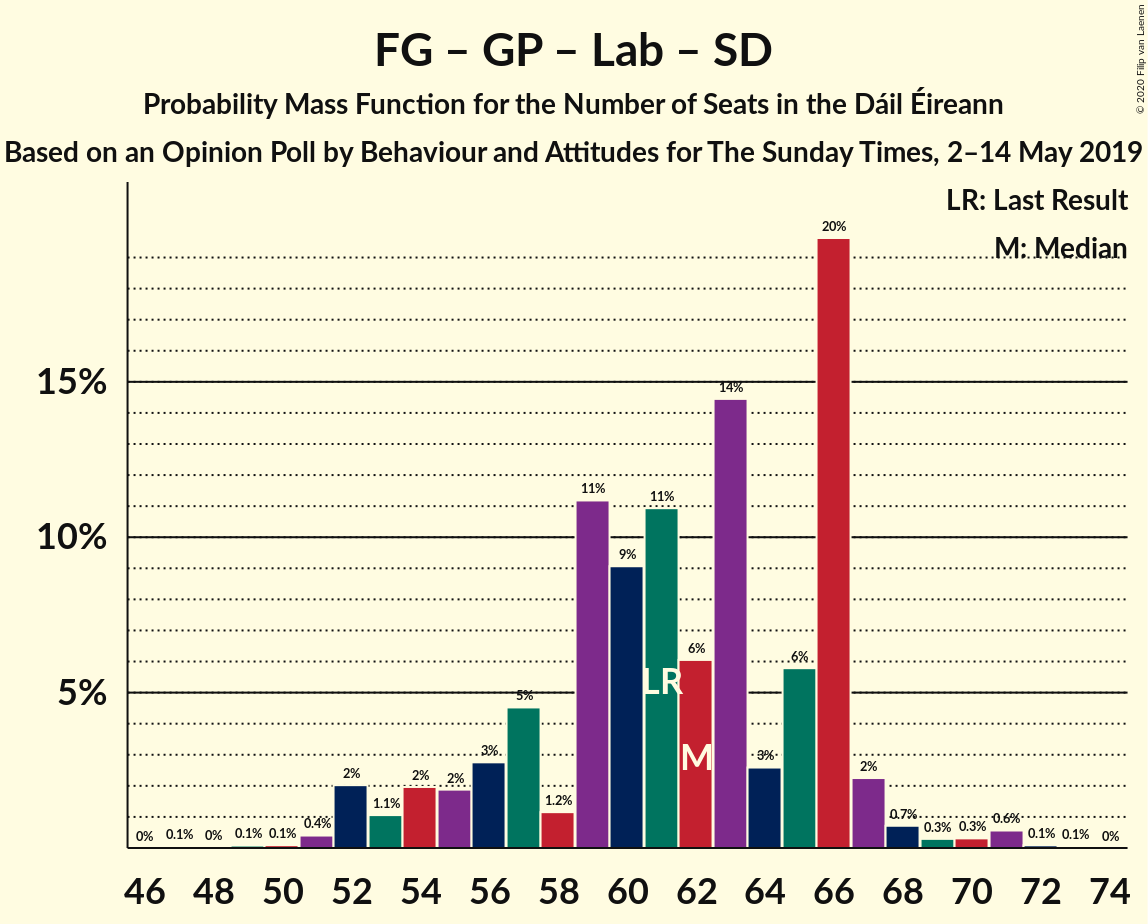 FG – GP – Lab – SD
Probability Mass Function for the Number of Seats in the Dáil Éireann
Based on an Opinion Poll by Behaviour and Attitudes for The Sunday Times, 2–14 May 2019
© 2020 Filip van Laenen
LR: Last Result
M: Median
15%
10%
5%
0% 0.1% 0% 0.1% 0.1% 0.4% 2% 1.1% 2% 2% 3% 5% 1.2% 11% 9% 11% 6% 14% 3% 6% 20% 2% 0.7% 0.3% 0.3% 0.6% 0.1% 0.1% 0%
LR
M
46 48 50 52 54 56 58 60 62 64 66 68 70 72 74